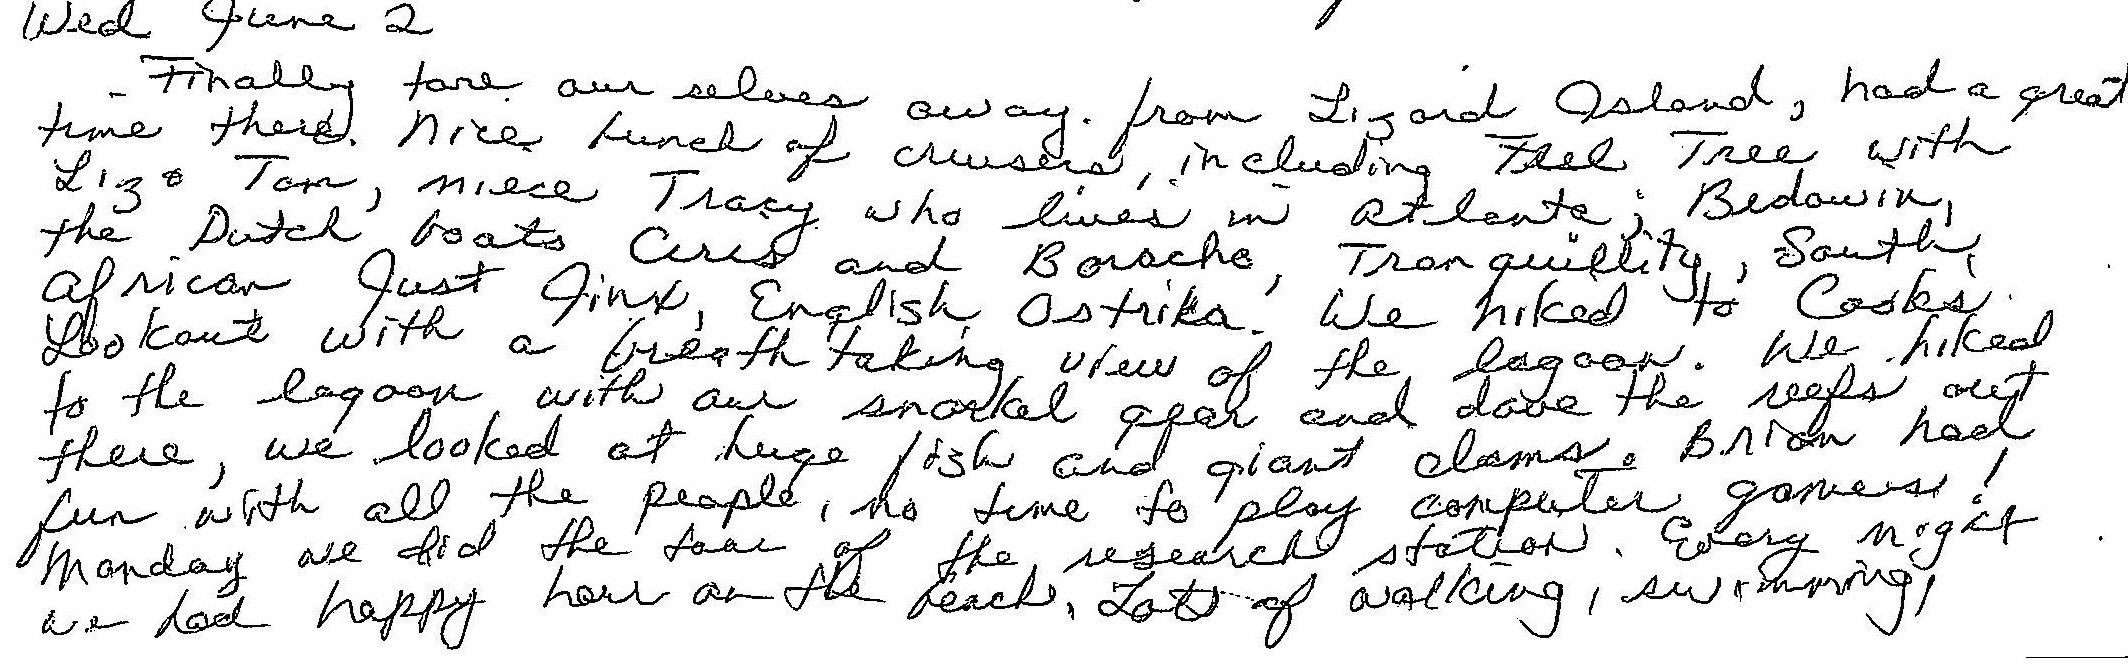 Wed June 2
- Finally tore our selves away from Lizard Island, had a great
time there. Nice bunch of cruisers, including Feel Tree with
Liz & Tom, niece Tracy who lives in Atlanta; Bedowin,
the Dutch boats Ceres and Borache, Tranquillity, South
African Just Jinx, English Ostrika. We hiked to Cooks
Lookout with a breath taking view of the lagoon. We hiked
to the lagoon with our snorkel gear and dove the reefs out
there, we looked at huge fish and giant clams. Brian had
fun with all the people, no time to play computer games!
Monday we did the tour of the research station. Every night
we had happy hour on the beach. Lots of walking, swimming,